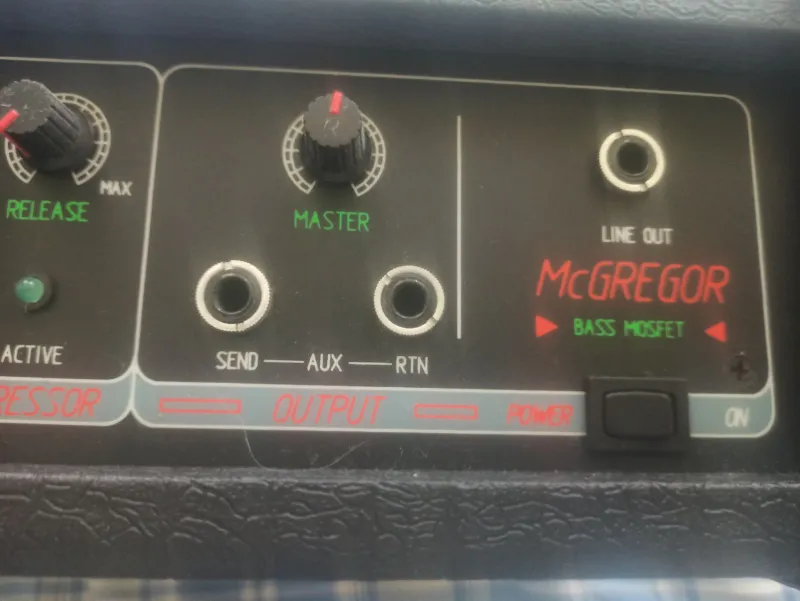 MAX
RELEASE
MASTER
LINE OUT
McGREGOR
BASS MOSFET
ACTIVE
SEND AUX RTN
RESSOR OUTPUT POWER ON